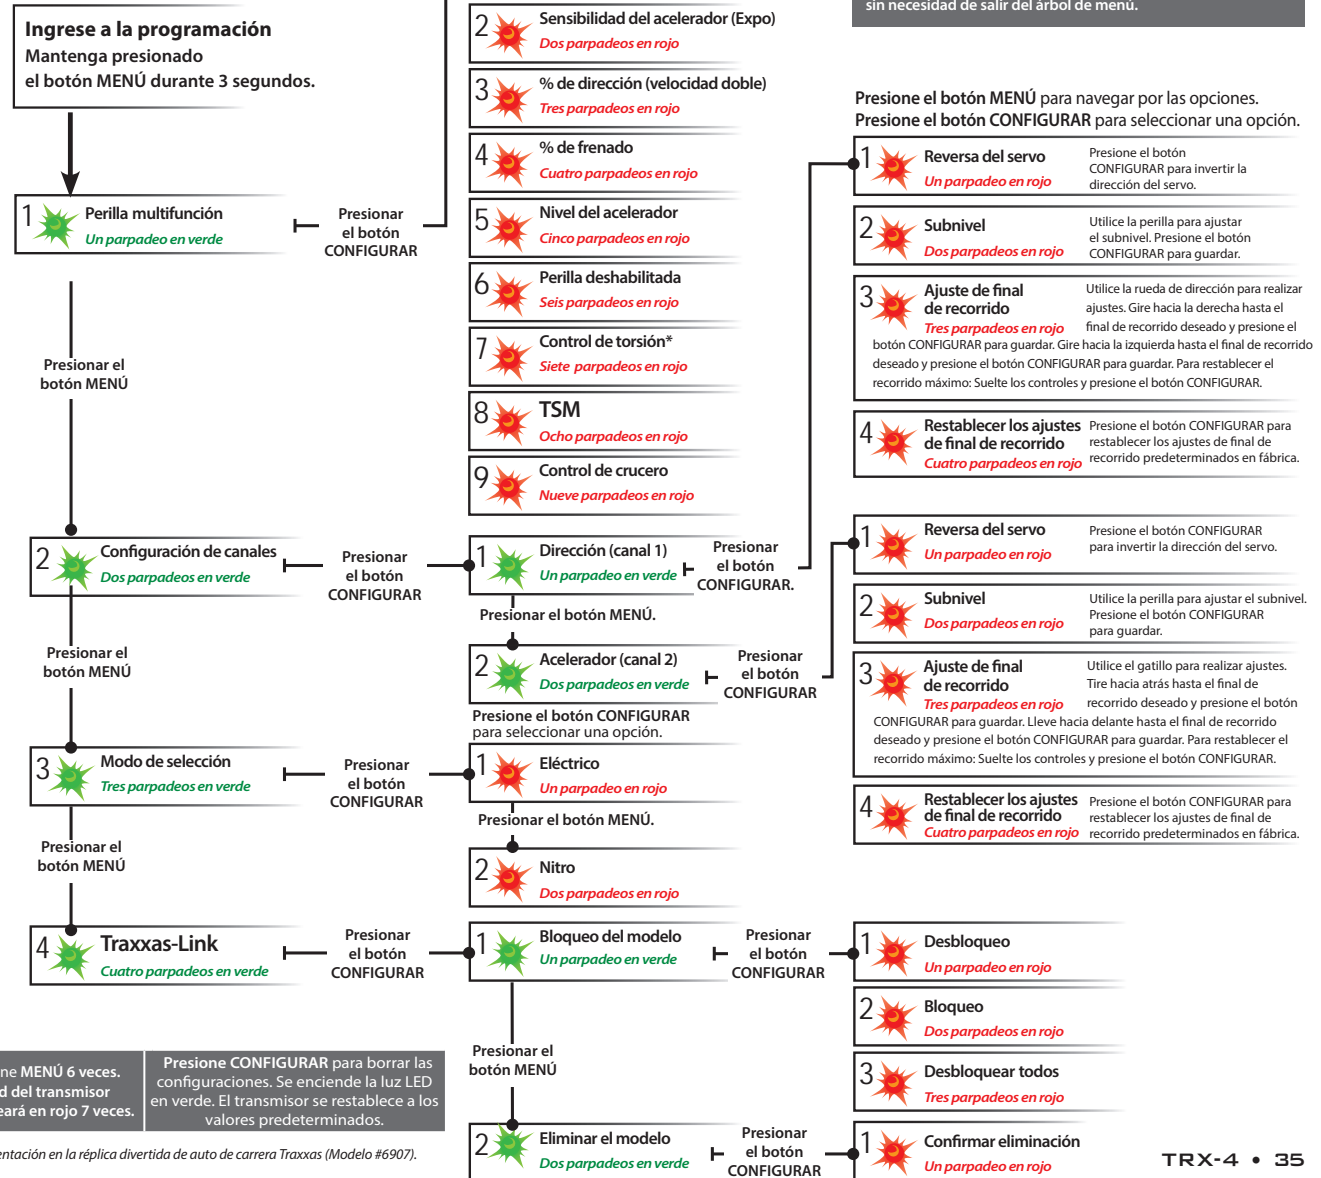 sin necesidad de salir del árbol de menú.
Ingrese a la programación
Mantenga presionado
el botón MENÚ durante 3 segundos.
1 Perilla multifunción
Un parpadeo en verde
Presionar
el botón
CONFIGURAR
2 Sensibilidad del acelerador (Expo)
Dos parpadeos en rojo
3 % de dirección (velocidad doble)
Tres parpadeos en rojo
4 % de frenado
Cuatro parpadeos en rojo
5 Nivel del acelerador
Cinco parpadeos en rojo
6 Perilla deshabilitada
Seis parpadeos en rojo
7 Control de torsión*
Siete parpadeos en rojo
8 TSM
Ocho parpadeos en rojo
9 Control de crucero
Nueve parpadeos en rojo
Presionar el
botón MENÚ
2 Configuración de canales
Dos parpadeos en verde
Presionar
el botón
CONFIGURAR
1 Dirección (canal 1)
Un parpadeo en verde
Presionar
el botón
CONFIGURAR.
Presionar el botón MENÚ.
2 Acelerador (canal 2)
Dos parpadeos en verde
Presionar
el botón
CONFIGURAR
Presione el botón MENÚ para navegar por las opciones.
Presione el botón CONFIGURAR para seleccionar una opción.
1 Reversa del servo
Un parpadeo en rojo
Presione el botón
CONFIGURAR para invertir la
dirección del servo.
2 Subnivel
Dos parpadeos en rojo
Utilice la perilla para ajustar
el subnivel. Presione el botón
CONFIGURAR para guardar.
3 Ajuste de final
de recorrido
Tres parpadeos en rojo
Utilice la rueda de dirección para realizar
ajustes. Gire hacia la derecha hasta el
final de recorrido deseado y presione el
botón CONFIGURAR para guardar. Gire hacia la izquierda hasta el final de recorrido
deseado y presione el botón CONFIGURAR para guardar. Para restablecer el
recorrido máximo: Suelte los controles y presione el botón CONFIGURAR.
4 Restablecer los ajustes
de final de recorrido
Cuatro parpadeos en rojo
Presione el botón CONFIGURAR para
restablecer los ajustes de final de
recorrido predeterminados en fábrica.
1 Reversa del servo
Un parpadeo en rojo
Presione el botón CONFIGURAR
para invertir la dirección del servo.
2 Subnivel
Dos parpadeos en rojo
Utilice la perilla para ajustar el subnivel.
Presione el botón CONFIGURAR
para guardar.
3 Ajuste de final
de recorrido
Tres parpadeos en rojo
Utilice el gatillo para realizar ajustes.
Tire hacia atrás hasta el final de
recorrido deseado y presione el botón
CONFIGURAR para guardar. Lleve hacia delante hasta el final de recorrido
deseado y presione el botón CONFIGURAR para guardar. Para restablecer el
recorrido máximo: Suelte los controles y presione el botón CONFIGURAR.
4 Restablecer los ajustes
de final de recorrido
Cuatro parpadeos en rojo
Presione el botón CONFIGURAR para
restablecer los ajustes de final de
recorrido predeterminados en fábrica.
Presionar el
botón MENÚ
3 Modo de selección
Tres parpadeos en verde
Presionar
el botón
CONFIGURAR
Presione el botón CONFIGURAR
para seleccionar una opción.
1 Eléctrico
Un parpadeo en rojo
Presionar el botón MENÚ.
2 Nitro
Dos parpadeos en rojo
Presionar el
botón MENÚ
4 Traxxas-Link
Cuatro parpadeos en verde
Presionar
el botón
CONFIGURAR
1 Bloqueo del modelo
Un parpadeo en verde
Presionar
el botón
CONFIGURAR
1 Desbloqueo
Un parpadeo en rojo
2 Bloqueo
Dos parpadeos en rojo
3 Desbloquear todos
Tres parpadeos en rojo
Presionar el
botón MENÚ
2 Eliminar el modelo
Dos parpadeos en verde
Presionar
el botón
CONFIGURAR
1 Confirmar eliminación
Un parpadeo en rojo
ne MENÚ 6 veces.
d del transmisor
eará en rojo 7 veces.
Presione CONFIGURAR para borrar las
configuraciones. Se enciende la luz LED
en verde. El transmisor se restablece a los
valores predeterminados.
entación en la réplica divertida de auto de carrera Traxxas (Modelo #6907).
TRX-4 • 35